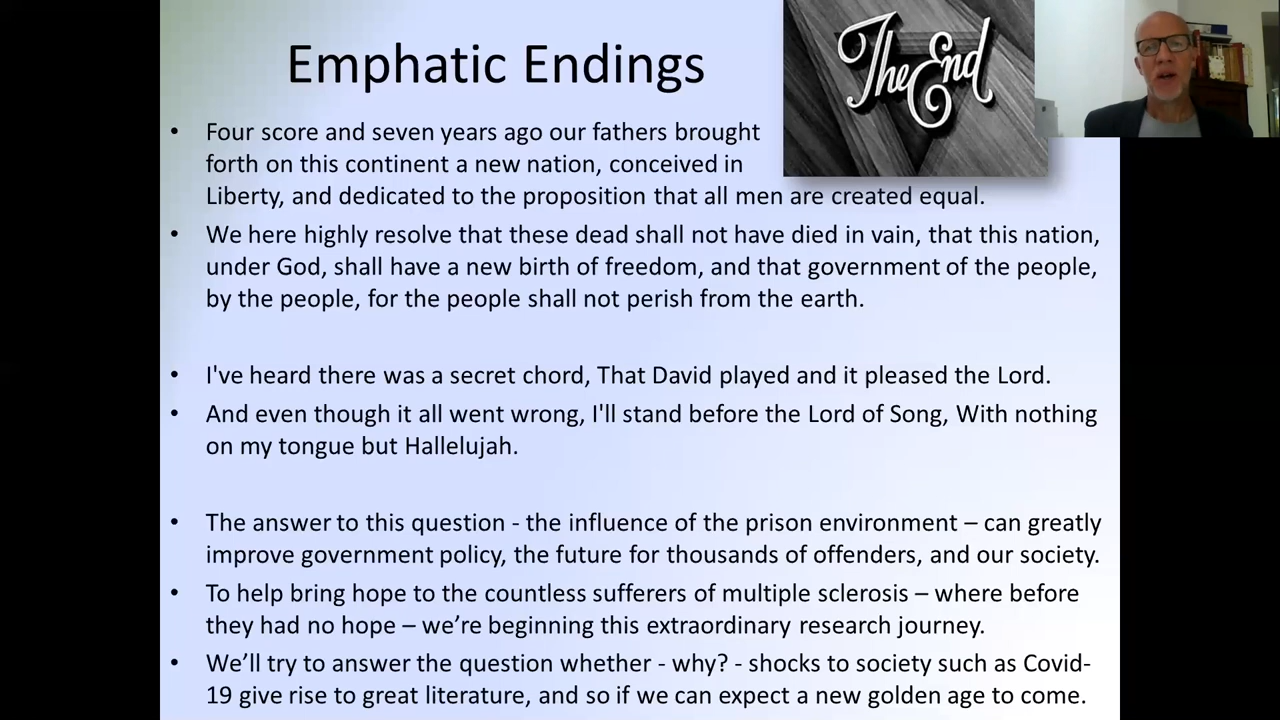 Emphatic Endings
The End
• Four score and seven years ago our fathers brought
forth on this continent a new nation, conceived in
Liberty, and dedicated to the proposition that all men are created equal.
• We here highly resolve that these dead shall not have died in vain, that this nation,
under God, shall have a new birth of freedom, and that government of the people,
by the people, for the people shall not perish from the earth.
• I've heard there was a secret chord, That David played and it pleased the Lord.
• And even though it all went wrong, I'll stand before the Lord of Song, With nothing
on my tongue but Hallelujah.
• The answer to this question - the influence of the prison environment – can greatly
improve government policy, the future for thousands of offenders, and our society.
• To help bring hope to the countless sufferers of multiple sclerosis – where before
they had no hope – we’re beginning this extraordinary research journey.
• We’ll try to answer the question whether - why? - shocks to society such as Covid-
19 give rise to great literature, and so if we can expect a new golden age to come.